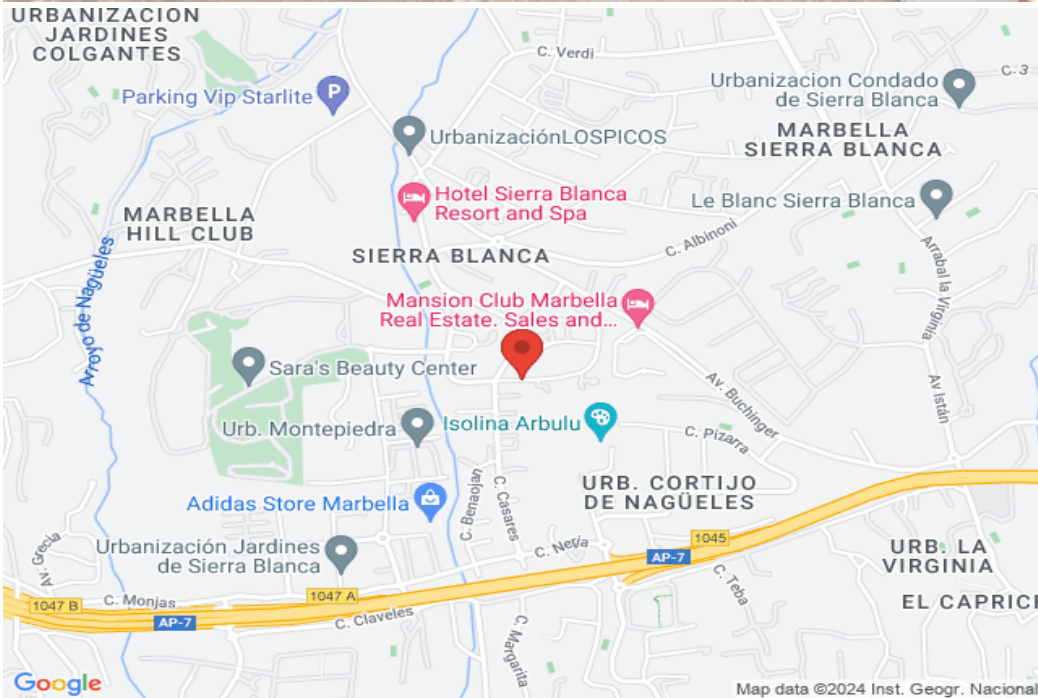 URBANIZACION
JARDINES
COLGANTES
C. Verdi
C. 3
Parking Vip Starlite
P
Urbanizacion Condado
de Sierra Blanca
UrbanizaciónLOSPICOS
MARBELLA
SIERRA BLANCA
Hotel Sierra Blanca
Resort and Spa
Le Blanc Sierra Blanca
MARBELLA
HILL CLUB
C. Albinoni
SIERRA BLANCA
Arroyo de Nagüeles
Arrabal la Virginia
Mansion Club Marbella
Real Estate. Sales and...
Sara's Beauty Center
Av. Buchinger
Av Istán
Urb. Montepiedra
Isolina Arbulu
C. Pizarra
URB. CORTIJO
DE NAGÜELES
Adidas Store Marbella
C. Benaojan
C. Casares
Av. Grecia
Urbanización Jardines
de Sierra Blanca
C. Nerja
1045
AP-7
URB. LA
VIRGINIA
C. Teba
1047 B
C. Monjas
1047 A
EL CAPRICH
AP-7
C. Claveles
C. Margarita
Google
Map data ©2024 Inst. Geogr. Nacional